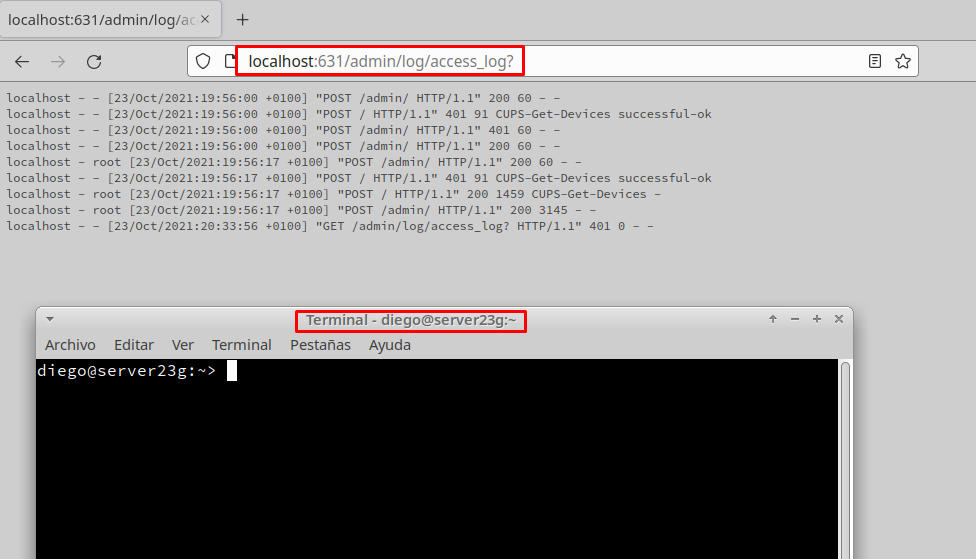 localhost:631/admin/log/ac
localhost:631/admin/log/access_log?
localhost - - [23/Oct/2021:19:56:00 +0100] "POST /admin/ HTTP/1.1" 200 60 - -
localhost - - [23/Oct/2021:19:56:00 +0100] "POST / HTTP/1.1" 401 91 CUPS-Get-Devices successful-ok
localhost - - [23/Oct/2021:19:56:00 +0100] "POST /admin/ HTTP/1.1" 401 60 - -
localhost - - [23/Oct/2021:19:56:00 +0100] "POST /admin/ HTTP/1.1" 200 60 - -
localhost - root [23/Oct/2021:19:56:17 +0100] "POST /admin/ HTTP/1.1" 200 60 - -
localhost - - [23/Oct/2021:19:56:17 +0100] "POST / HTTP/1.1" 401 91 CUPS-Get-Devices successful-ok
localhost - root [23/Oct/2021:19:56:17 +0100] "POST / HTTP/1.1" 200 1459 CUPS-Get-Devices -
localhost - root [23/Oct/2021:19:56:17 +0100] "POST /admin/ HTTP/1.1" 200 3145 - -
localhost - - [23/Oct/2021:20:33:56 +0100] "GET /admin/log/access_log? HTTP/1.1" 401 0 - -
Terminal - diego@server23g:~
Archivo Editar Ver Terminal Pestañas Ayuda
diego@server23g:~>